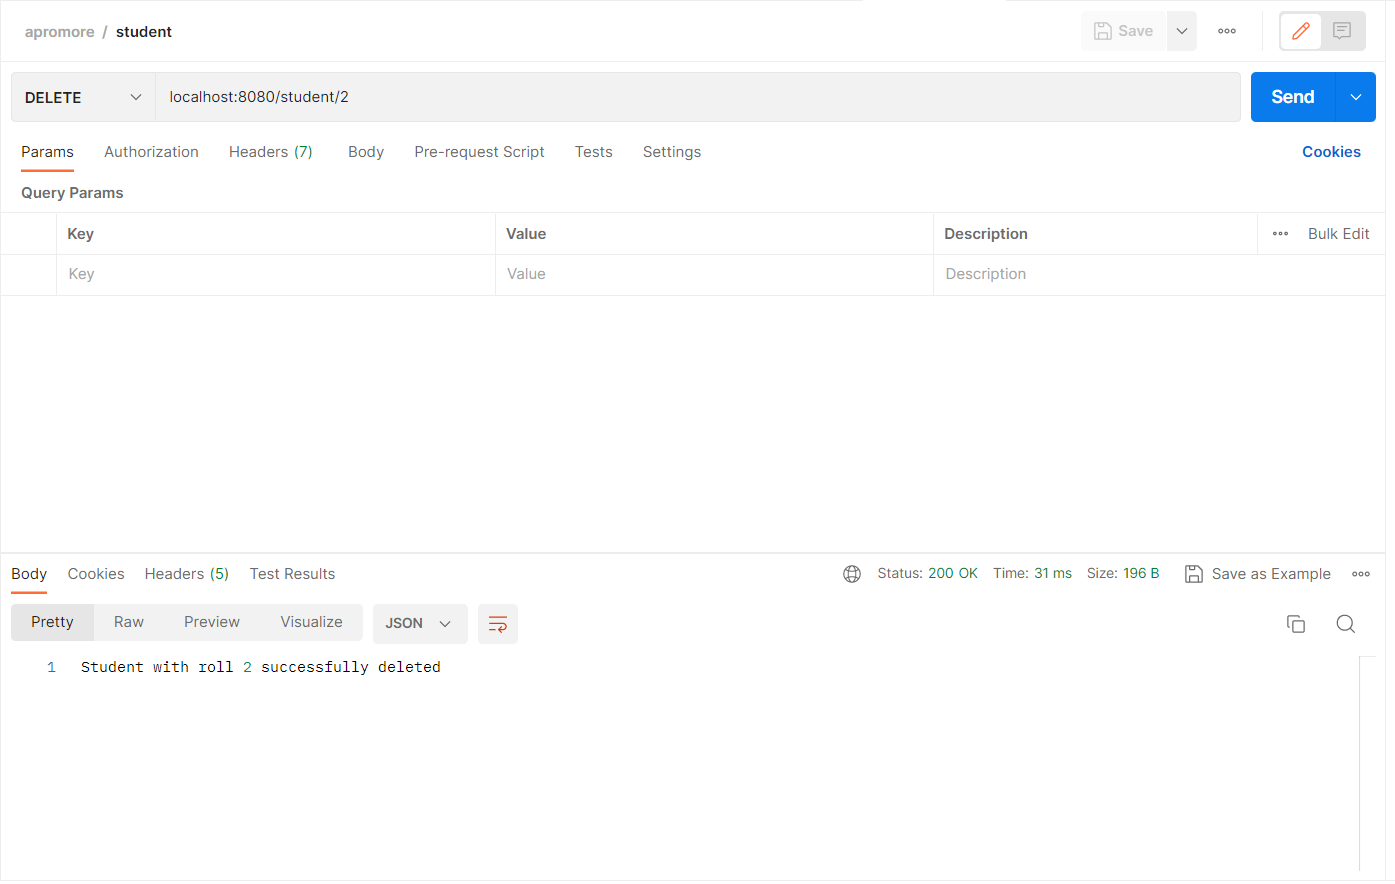 apromore / student
Save
DELETE
localhost:8080/student/2
Send
Params Authorization Headers (7) Body Pre-request Script Tests Settings Cookies
Query Params
Key Value Description Bulk Edit
Key Value Description
Body Cookies Headers (5) Test Results Status: 200 OK Time: 31 ms Size: 196 B Save as Example
Pretty Raw Preview Visualize JSON
1 Student with roll 2 successfully deleted